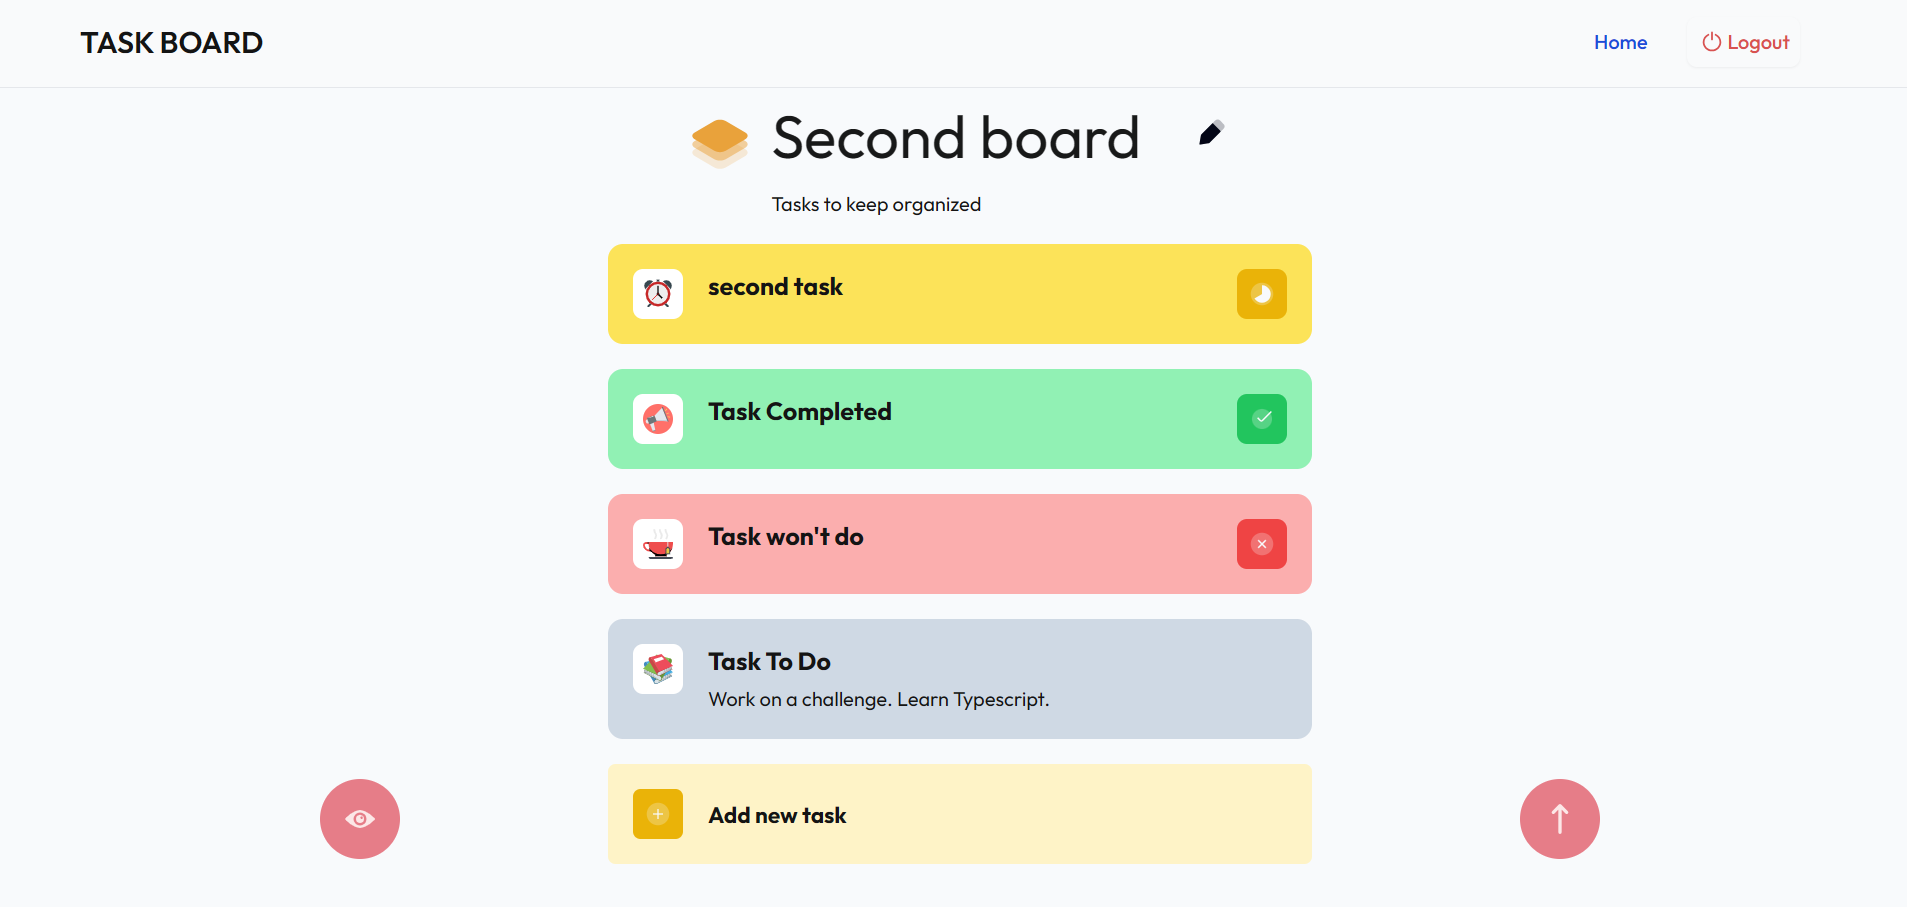 TASK BOARD
Home
Logout
Second board
Tasks to keep organized
second task
Task Completed
Task won't do
Task To Do
Work on a challenge. Learn Typescript.
Add new task